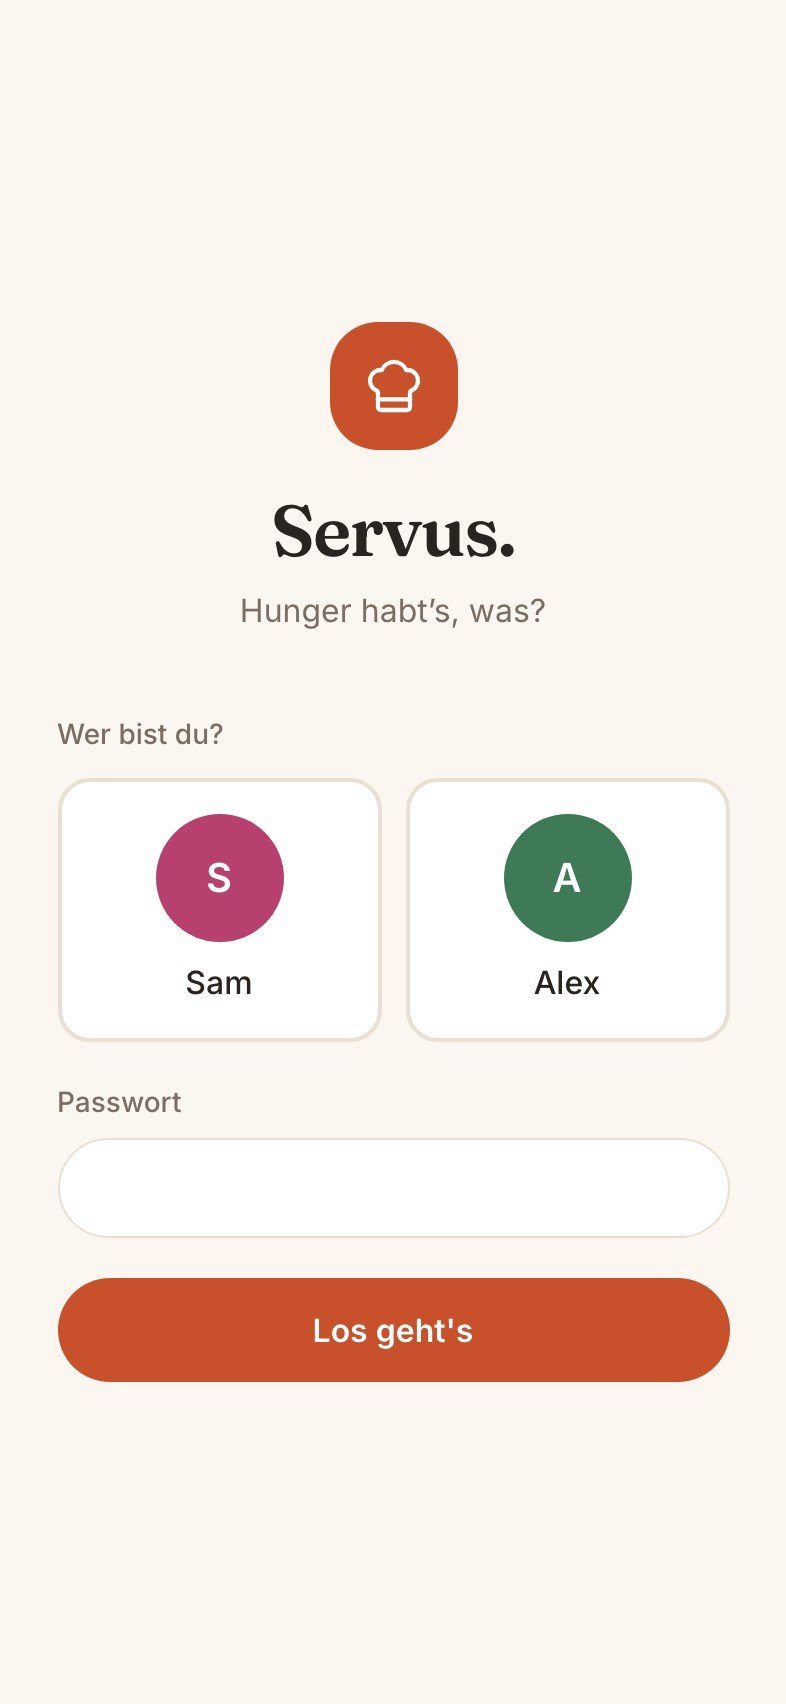 Servus.
Hunger habt’s, was?
Wer bist du?
S
A
Sam
Alex
Passwort
Los geht's